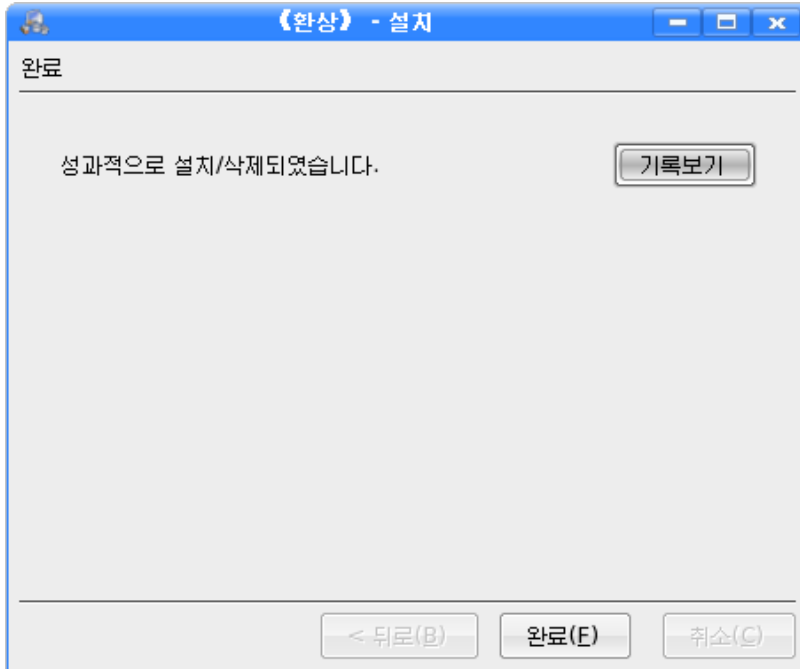 《환상》 - 설치
완료
성과적으로 설치/삭제되였습니다.
기록보기
< 뒤로(B)
완료(F)
취소(C)